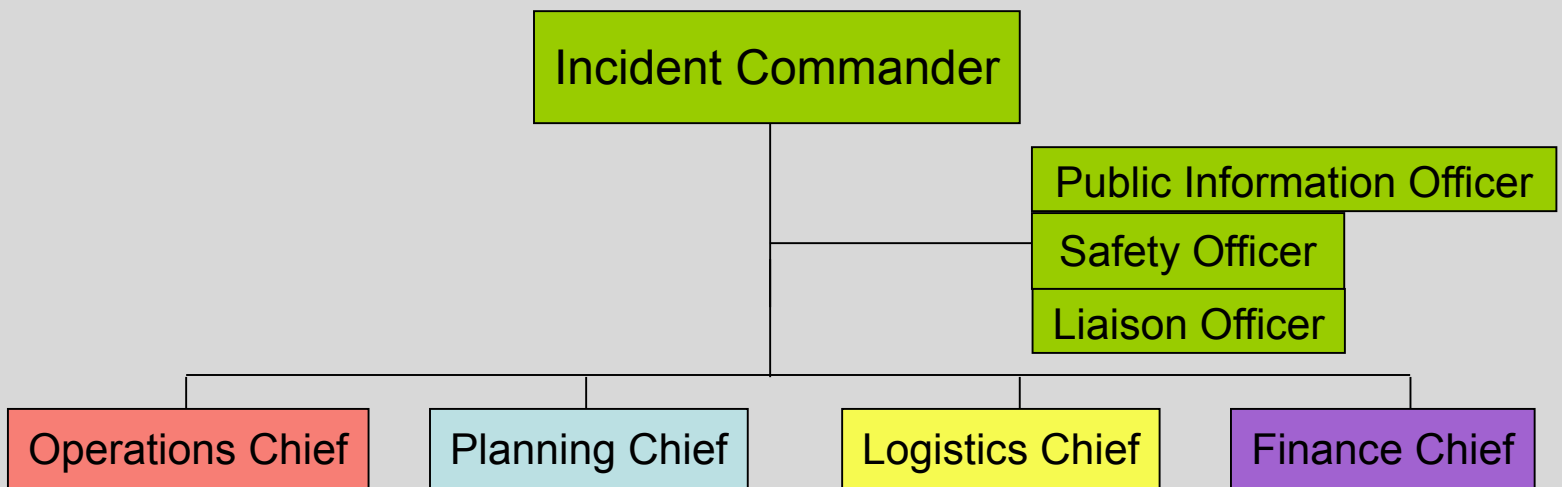 Incident Commander
Public Information Officer
Safety Officer
Liaison Officer
Operations Chief
Planning Chief
Logistics Chief
Finance Chief